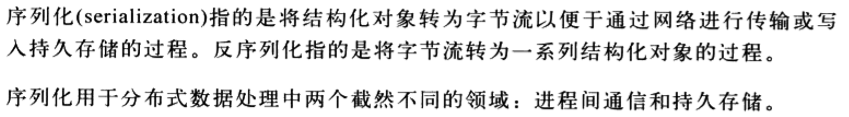 序列化(serialization)指的是将结构化对象转为字节流以便于通过网络进行传输或写
入持久存储的过程。反序列化指的是将字节流转为一系列结构化对象的过程。
序列化用于分布式数据处理中两个截然不同的领域：进程间通信和持久存储。